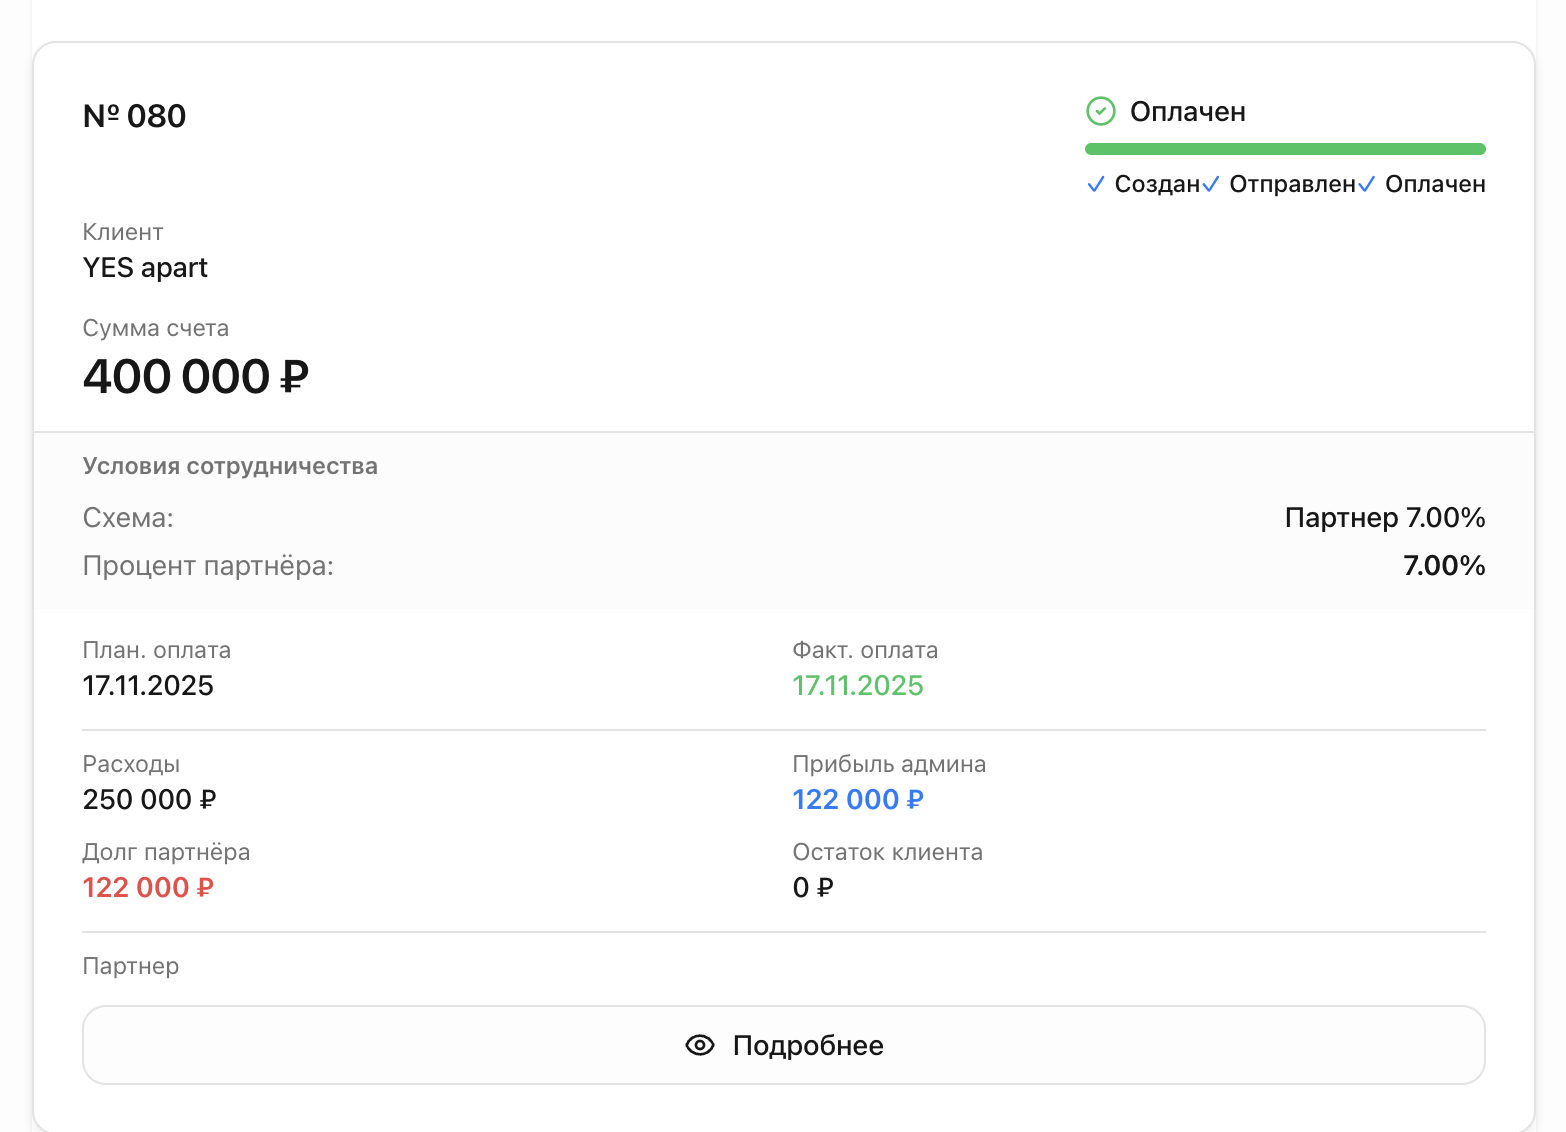 № 080
Оплачен
Создан Отправлен Оплачен
Клиент
YES apart
Сумма счета
400 000 ₽
Условия сотрудничества
Схема: Партнер 7.00%
Процент партнёра: 7.00%
План. оплата Факт. оплата
17.11.2025 17.11.2025
Расходы Прибыль админа
250 000 ₽ 122 000 ₽
Долг партнёра Остаток клиента
122 000 ₽ 0 ₽
Партнер
Подробнее